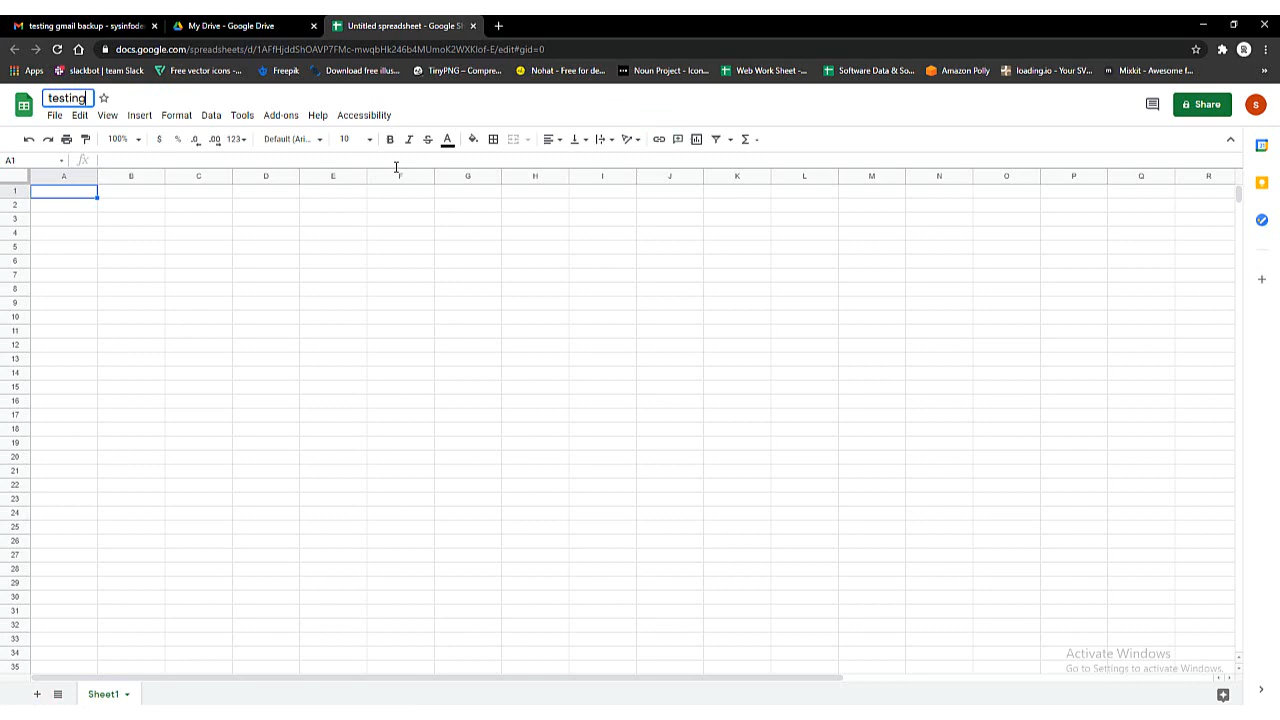 testing gmail backup - sysinfode
My Drive - Google Drive
Untitled spreadsheet - Google Sh
docs.google.com/spreadsheets/d/1AFfHjddShOAVP7FMc-mwqbHk246b4MUmoK2WXKlof-E/edit#gid=0
Apps slackbot | team Slack Free vector icons -... Freepik Download free illus... TinyPNG – Compre... Nohat - Free for de... Noun Project - Icon... Web Work Sheet -... Software Data & So... Amazon Polly loading.io - Your SV... Mixkit - Awesome f... »
testing
Share S
File Edit View Insert Format Data Tools Add-ons Help Accessibility
100% $ % .0 .00 123 Default (Ari... 10 B I S A Σ
A1 fx
A B C D E F G H I J K L M N O P Q R
1
2
3
4
5
6
7
8
9
10
11
12
13
14
15
16
17
18
19
20
21
22
23
24
25
26
27
28
29
30
31
32
33
34
35
Activate Windows
Go to Settings to activate Windows.
Sheet1